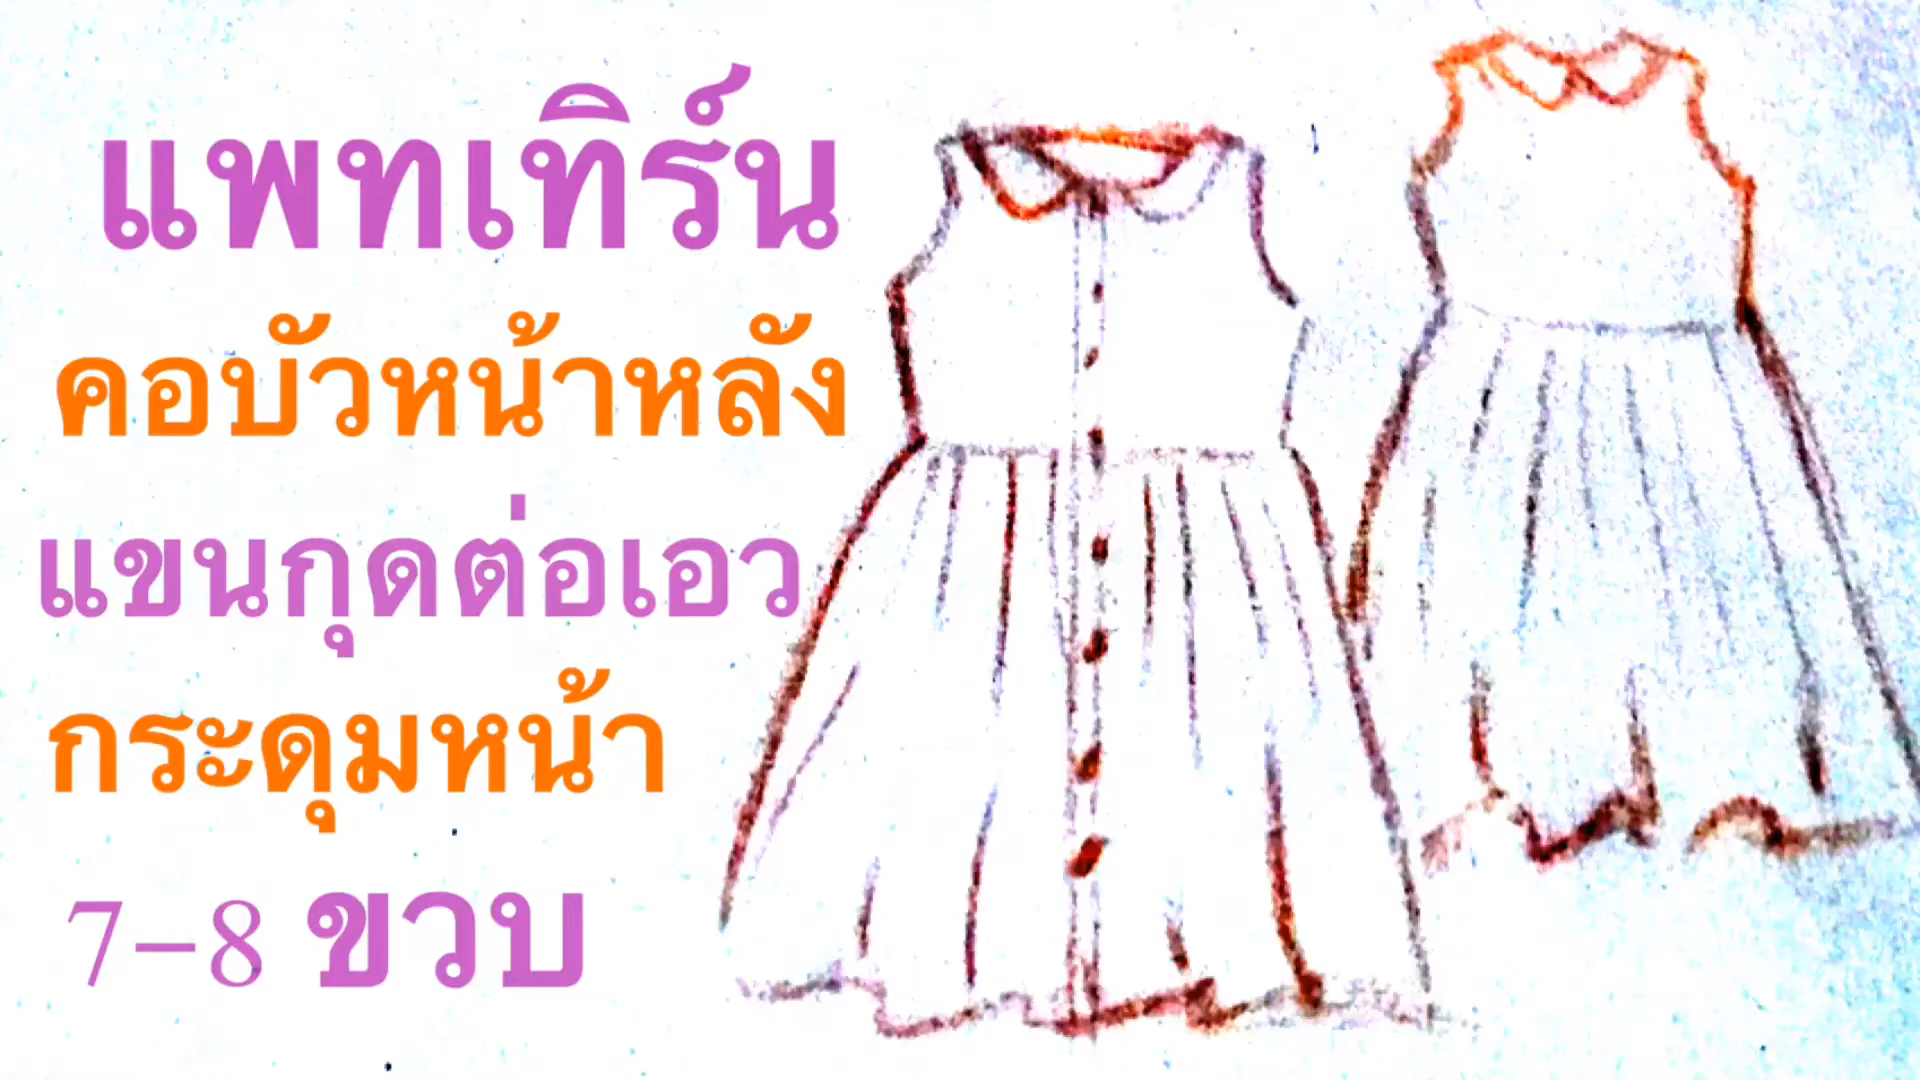 แพทเทิร์น
คอบัวหน้าหลัง
แขนกุดต่อเอว
กระดุมหน้า
7-8 ขวบ